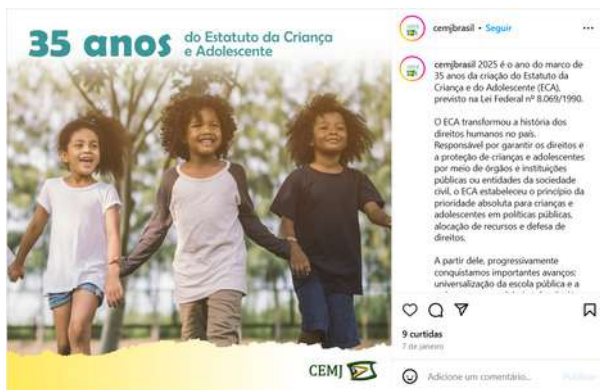 35 anos do Estatuto da Criança
e Adolescente
CEMJ
cemjbrasil • Seguir
cemjbrasil 2025 é o ano do marco de
35 anos da criação do Estatuto da
Criança e do Adolescente (ECA),
previsto na Lei Federal nº 8.069/1990.
O ECA transformou a história dos
direitos humanos no país.
Responsável por garantir os direitos e
a proteção de crianças e adolescentes
por meio de órgãos e instituições
públicas ou entidades da sociedade
civil, o ECA estabeleceu o princípio da
prioridade absoluta para crianças e
adolescentes em políticas públicas,
alocação de recursos e defesa de
direitos.
A partir dele, progressivamente
conquistamos importantes avanços:
universalização da escola pública e a
9 curtidas
7 de janeiro
Adicione um comentário...
Publicar